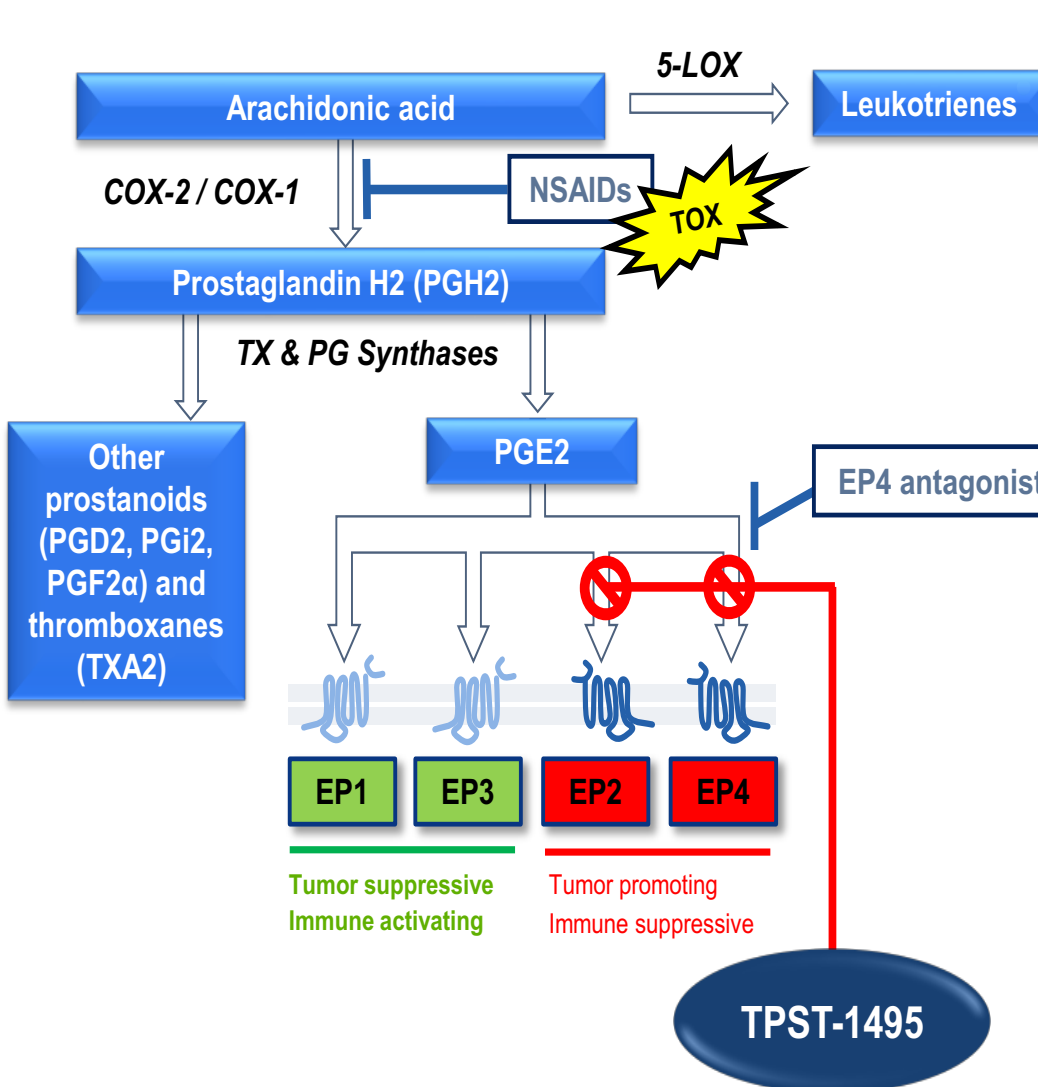 5-LOX
Arachidonic acid
Leukotrienes
COX-2 / COX-1
NSAIDs
TOX
Prostaglandin H2 (PGH2)
TX & PG Synthases
Other
prostanoids
(PGD2, PGi2,
PGF2α) and
thromboxanes
(TXA2)
PGE2
EP4 antagonist
EP1
EP3
EP2
EP4
Tumor suppressive
Immune activating
Tumor promoting
Immune suppressive
TPST-1495